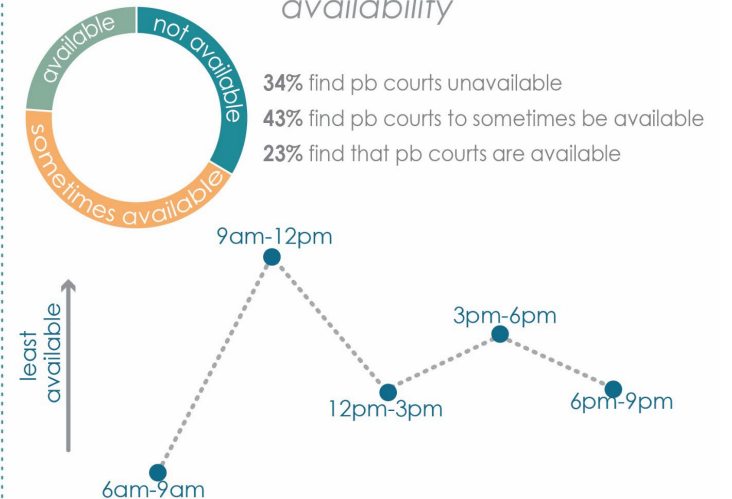 availability
available
not available
sometimes available
34% find pb courts unavailable
43% find pb courts to sometimes be available
23% find that pb courts are available
9am-12pm
least
available
3pm-6pm
12pm-3pm
6pm-9pm
6am-9am